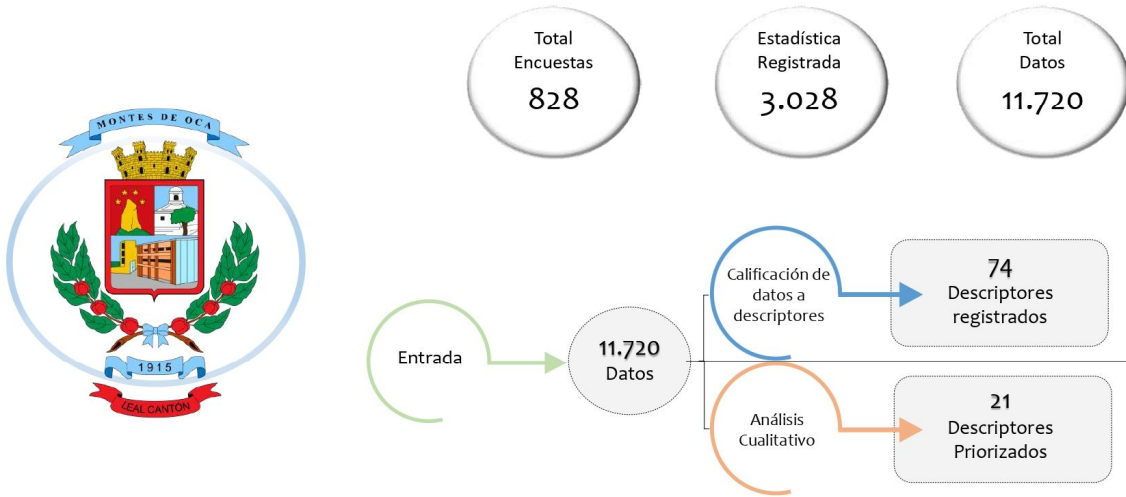 Total
Encuestas
828
Estadística
Registrada
3.028
Total
Datos
11.720
MONTES DE OCA
1915
LEAL CANTÓN
Entrada
11.720
Datos
Calificación de
datos a
descriptores
74
Descriptores
registrados
Análisis
Cualitativo
21
Descriptores
Priorizados